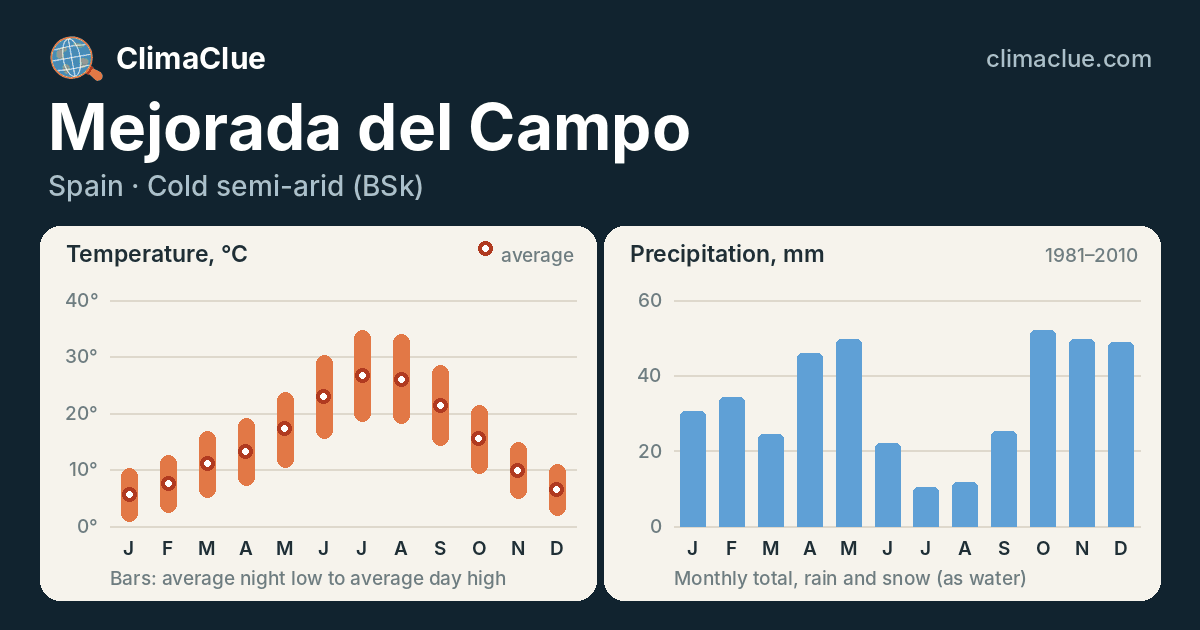 ClimaClue
climaclue.com
Mejorada del Campo
Spain · Cold semi-arid (BSk)
Temperature, °C
average
40°
30°
20°
10°
0°
J F M A M J J A S O N D
Bars: average night low to average day high
Precipitation, mm
1981–2010
60
40
20
0
J F M A M J J A S O N D
Monthly total, rain and snow (as water)